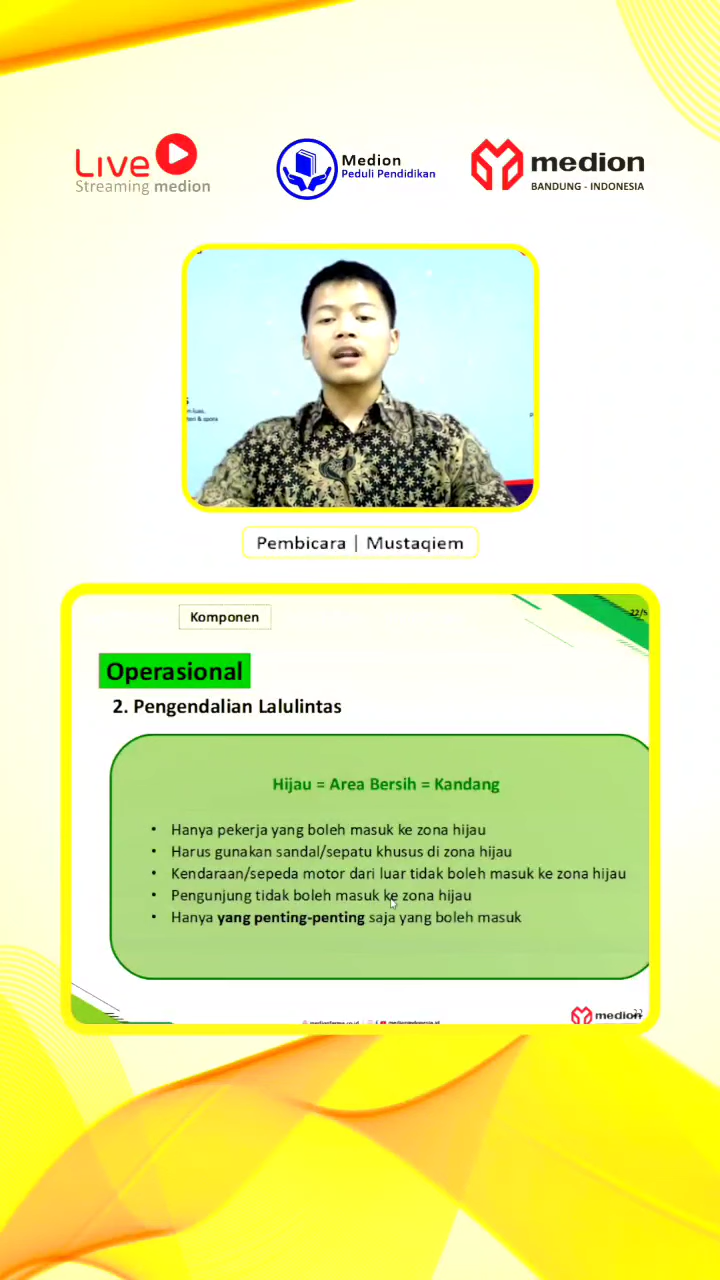 Live
Streaming medion
Medion
Peduli Pendidikan
medion
BANDUNG - INDONESIA
Pembicara | Mustaqiem
Komponen
22/5
Operasional
2. Pengendalian Lalulintas
Hijau = Area Bersih = Kandang
• Hanya pekerja yang boleh masuk ke zona hijau
• Harus gunakan sandal/sepatu khusus di zona hijau
• Kendaraan/sepeda motor dari luar tidak boleh masuk ke zona hijau
• Pengunjung tidak boleh masuk ke zona hijau
• Hanya yang penting-penting saja yang boleh masuk
medion